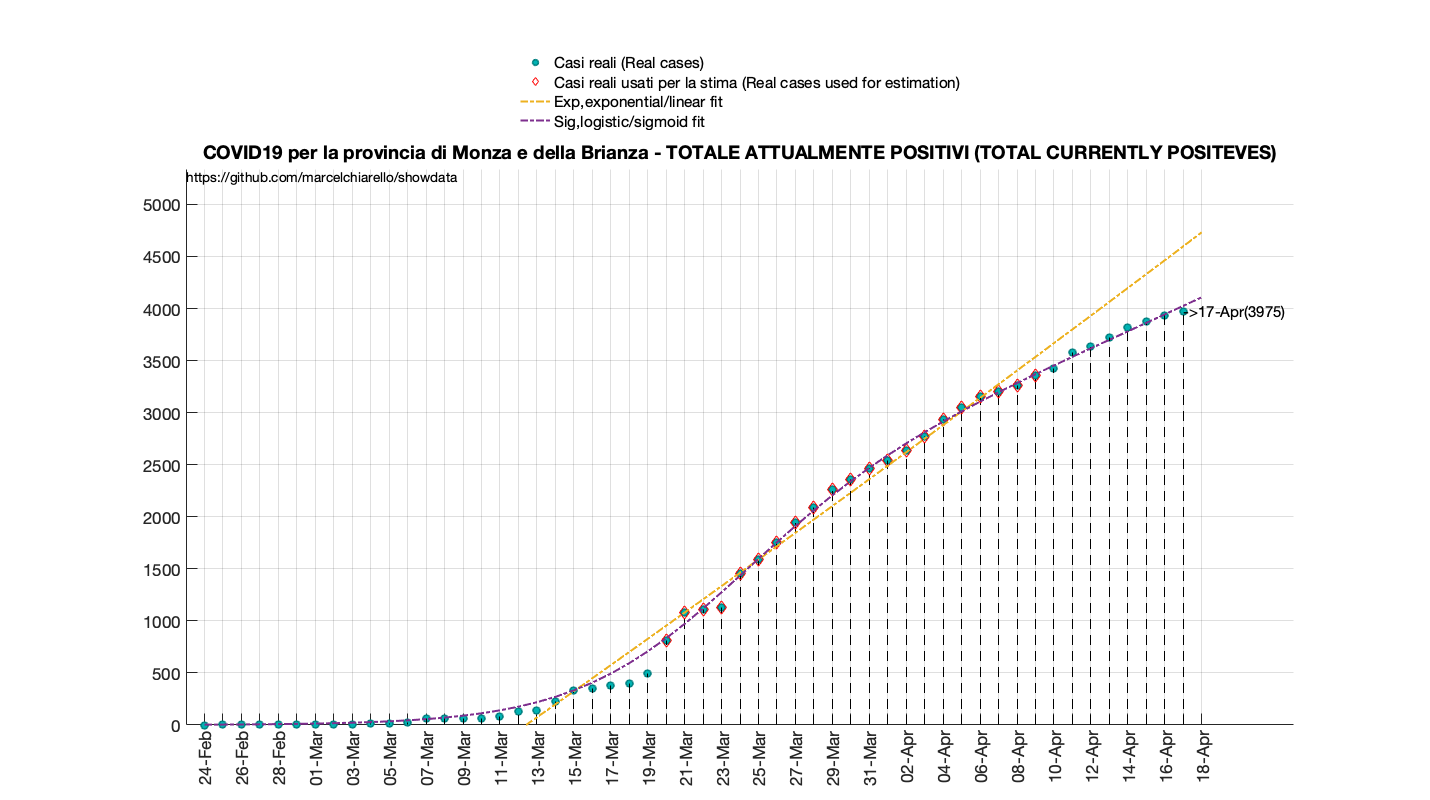 Casi reali (Real cases)
Casi reali usati per la stima (Real cases used for estimation)
Exp,exponential/linear fit
Sig,logistic/sigmoid fit
COVID19 per la provincia di Monza e della Brianza - TOTALE ATTUALMENTE POSITIVI (TOTAL CURRENTLY POSITEVES)
https://github.com/marcelchiarello/showdata
5000
4500
4000
3500
3000
2500
2000
1500
1000
500
0
->17-Apr(3975)
24-Feb
26-Feb
28-Feb
01-Mar
03-Mar
05-Mar
07-Mar
09-Mar
11-Mar
13-Mar
15-Mar
17-Mar
19-Mar
21-Mar
23-Mar
25-Mar
27-Mar
29-Mar
31-Mar
02-Apr
04-Apr
06-Apr
08-Apr
10-Apr
12-Apr
14-Apr
16-Apr
18-Apr